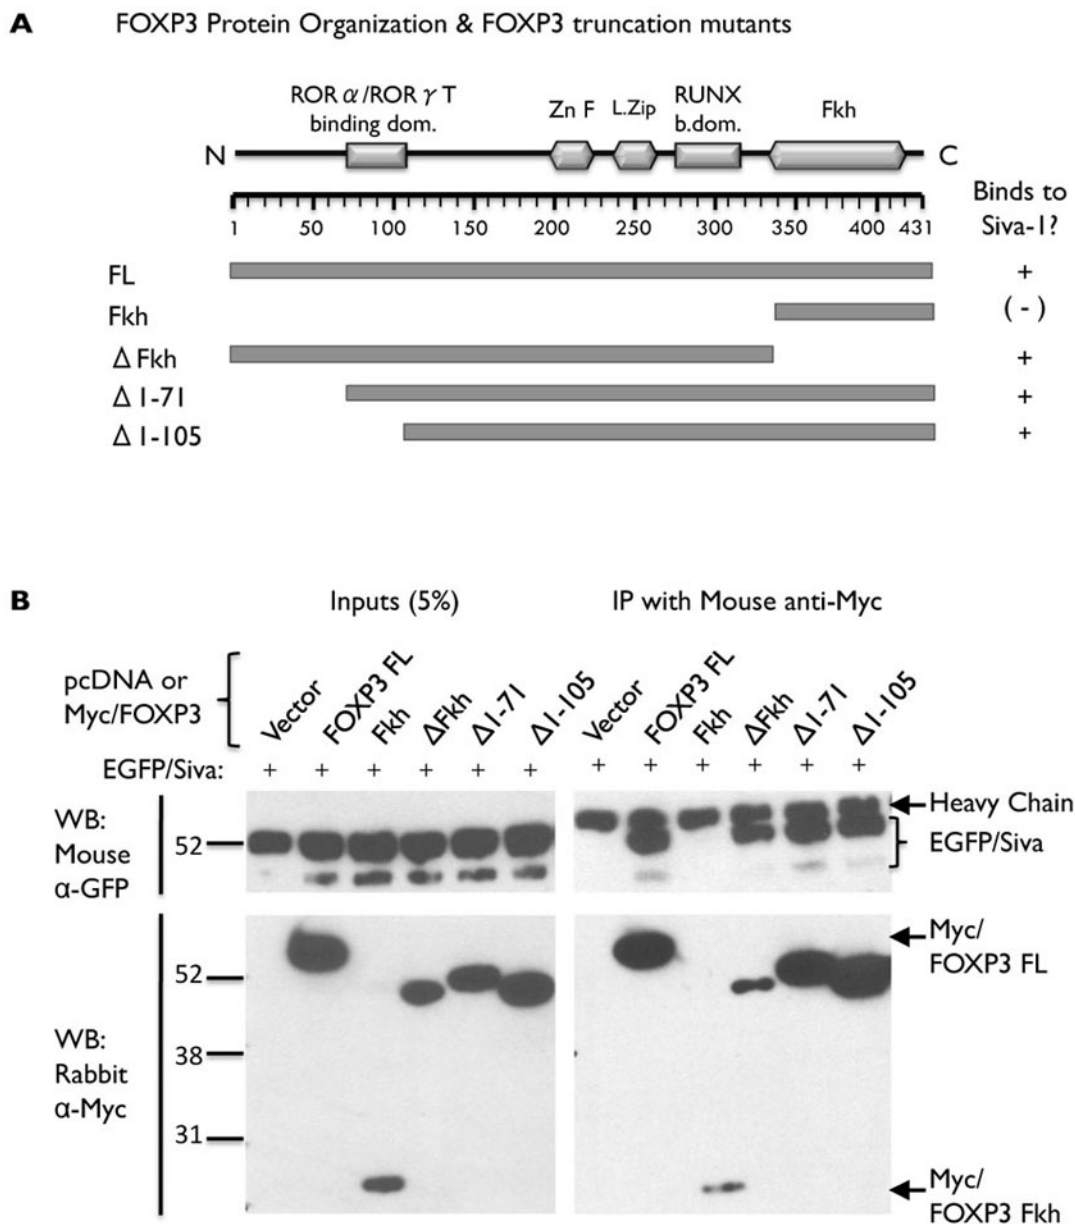 A FOXP3 Protein Organization & FOXP3 truncation mutants
ROR α/ROR γ T
binding dom.
Zn F
L.Zip
RUNX
b.dom.
Fkh
N
C
1 50 100 150 200 250 300 350 400 431
Binds to
Siva-1?
FL +
Fkh (-)
Δ Fkh +
Δ 1-71 +
Δ 1-105 +
B
Inputs (5%)
IP with Mouse anti-Myc
pcDNA or
Myc/FOXP3
Vector
FOXP3 FL
Fkh
ΔFkh
Δ1-71
Δ1-105
Vector
FOXP3 FL
Fkh
ΔFkh
Δ1-71
Δ1-105
EGFP/Siva: + + + + + + + + + + + +
WB:
Mouse
α-GFP
52
Heavy Chain
EGFP/Siva
WB:
Rabbit
α-Myc
52
38
31
Myc/
FOXP3 FL
Myc/
FOXP3 Fkh